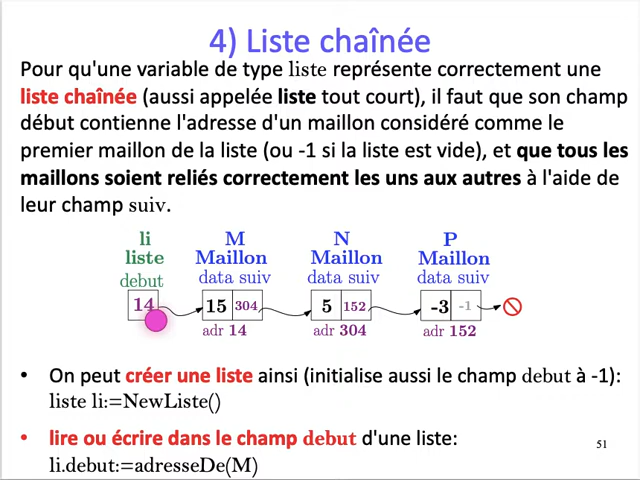 4) Liste chaînée
Pour qu'une variable de type liste représente correctement une
liste chaînée (aussi appelée liste tout court), il faut que son champ
début contienne l'adresse d'un maillon considéré comme le
premier maillon de la liste (ou -1 si la liste est vide), et que tous les
maillons soient reliés correctement les uns aux autres à l'aide de
leur champ suiv.
li M N P
liste Maillon Maillon Maillon
debut data suiv data suiv data suiv
14 15 304 5 152 -3 -1
adr 14 adr 304 adr 152
• On peut créer une liste ainsi (initialise aussi le champ debut à -1):
liste li:=NewListe()
• lire ou écrire dans le champ debut d'une liste:
li.debut:=adresseDe(M)
51